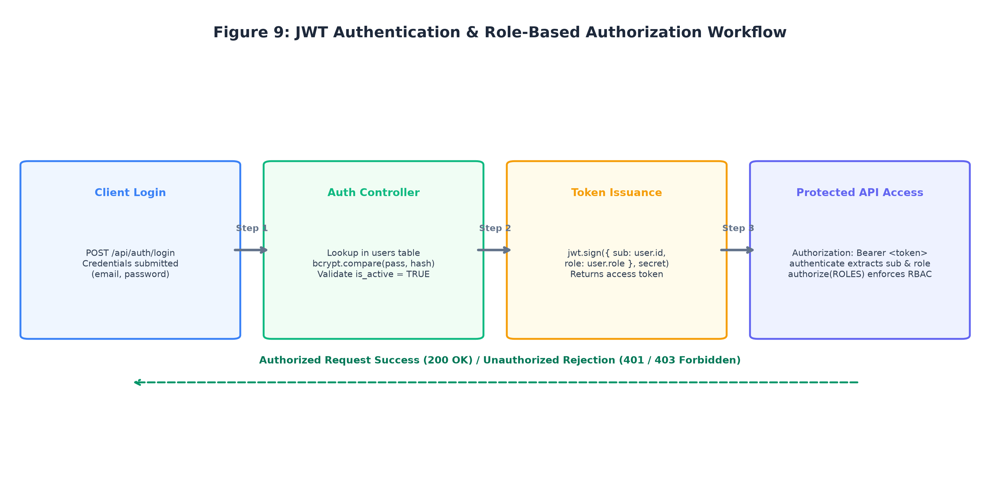 Figure 9: JWT Authentication & Role-Based Authorization Workflow
Client Login
POST /api/auth/login
Credentials submitted
(email, password)
Step 1
Auth Controller
Lookup in users table
bcrypt.compare(pass, hash)
Validate is_active = TRUE
Step 2
Token Issuance
jwt.sign({ sub: user.id,
role: user.role }, secret)
Returns access token
Step 3
Protected API Access
Authorization: Bearer <token>
authenticate extracts sub & role
authorize(ROLES) enforces RBAC
Authorized Request Success (200 OK) / Unauthorized Rejection (401 / 403 Forbidden)